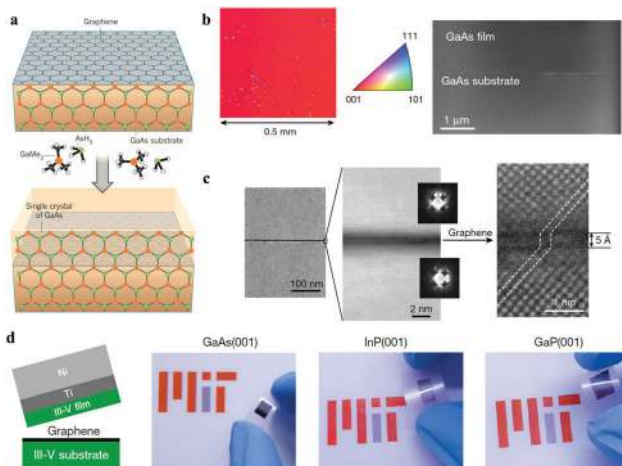 a
Graphene
GaAs substrate
AsH3
GaMe3
Single crystal
of GaAs
b
0.5 mm
111
001
101
GaAs film
GaAs substrate
1 μm
c
100 nm
2 nm
Graphene
5 Å
1 nm
d
Ni
Ti
III-V film
Graphene
III-V substrate
GaAs(001)
InP(001)
GaP(001)